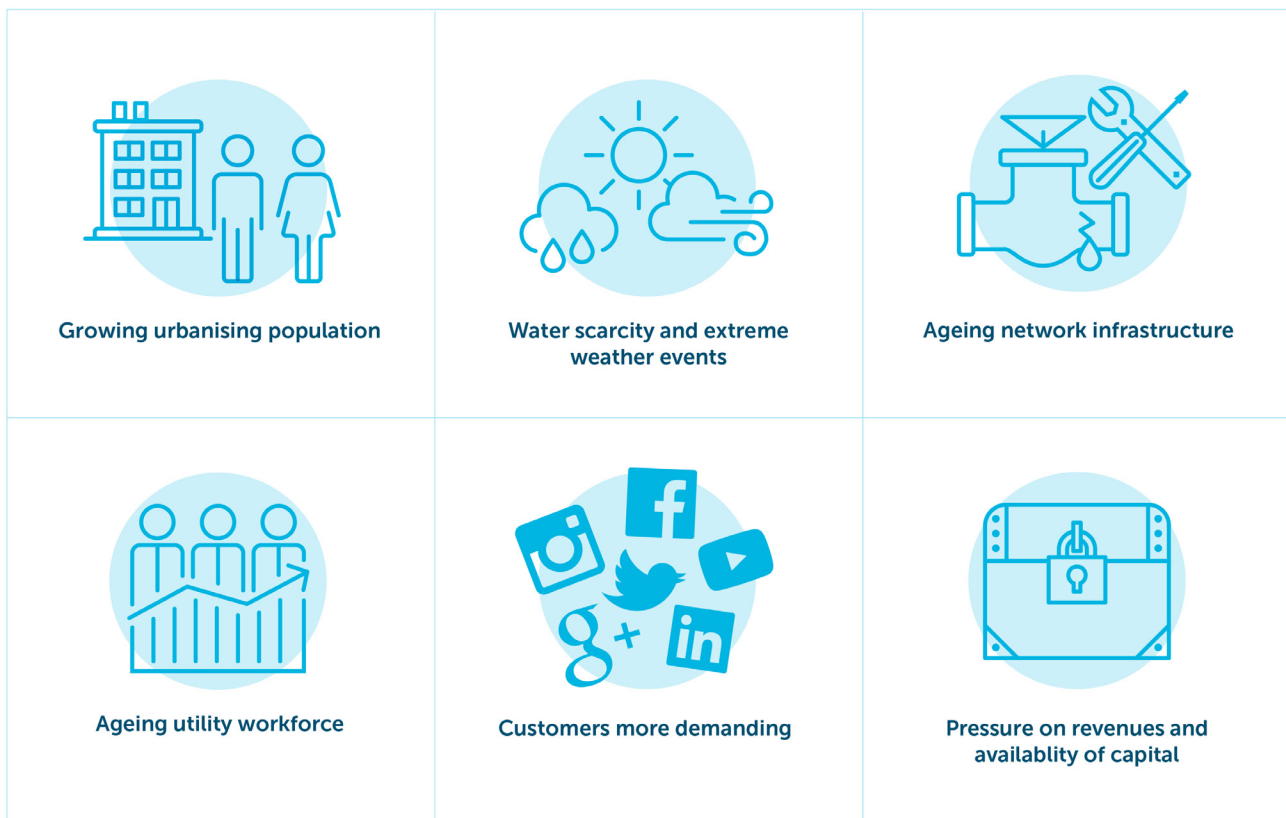 Growing urbanising population
Water scarcity and extreme
weather events
Ageing network infrastructure
g+
in
Ageing utility workforce
Customers more demanding
Pressure on revenues and
availablity of capital